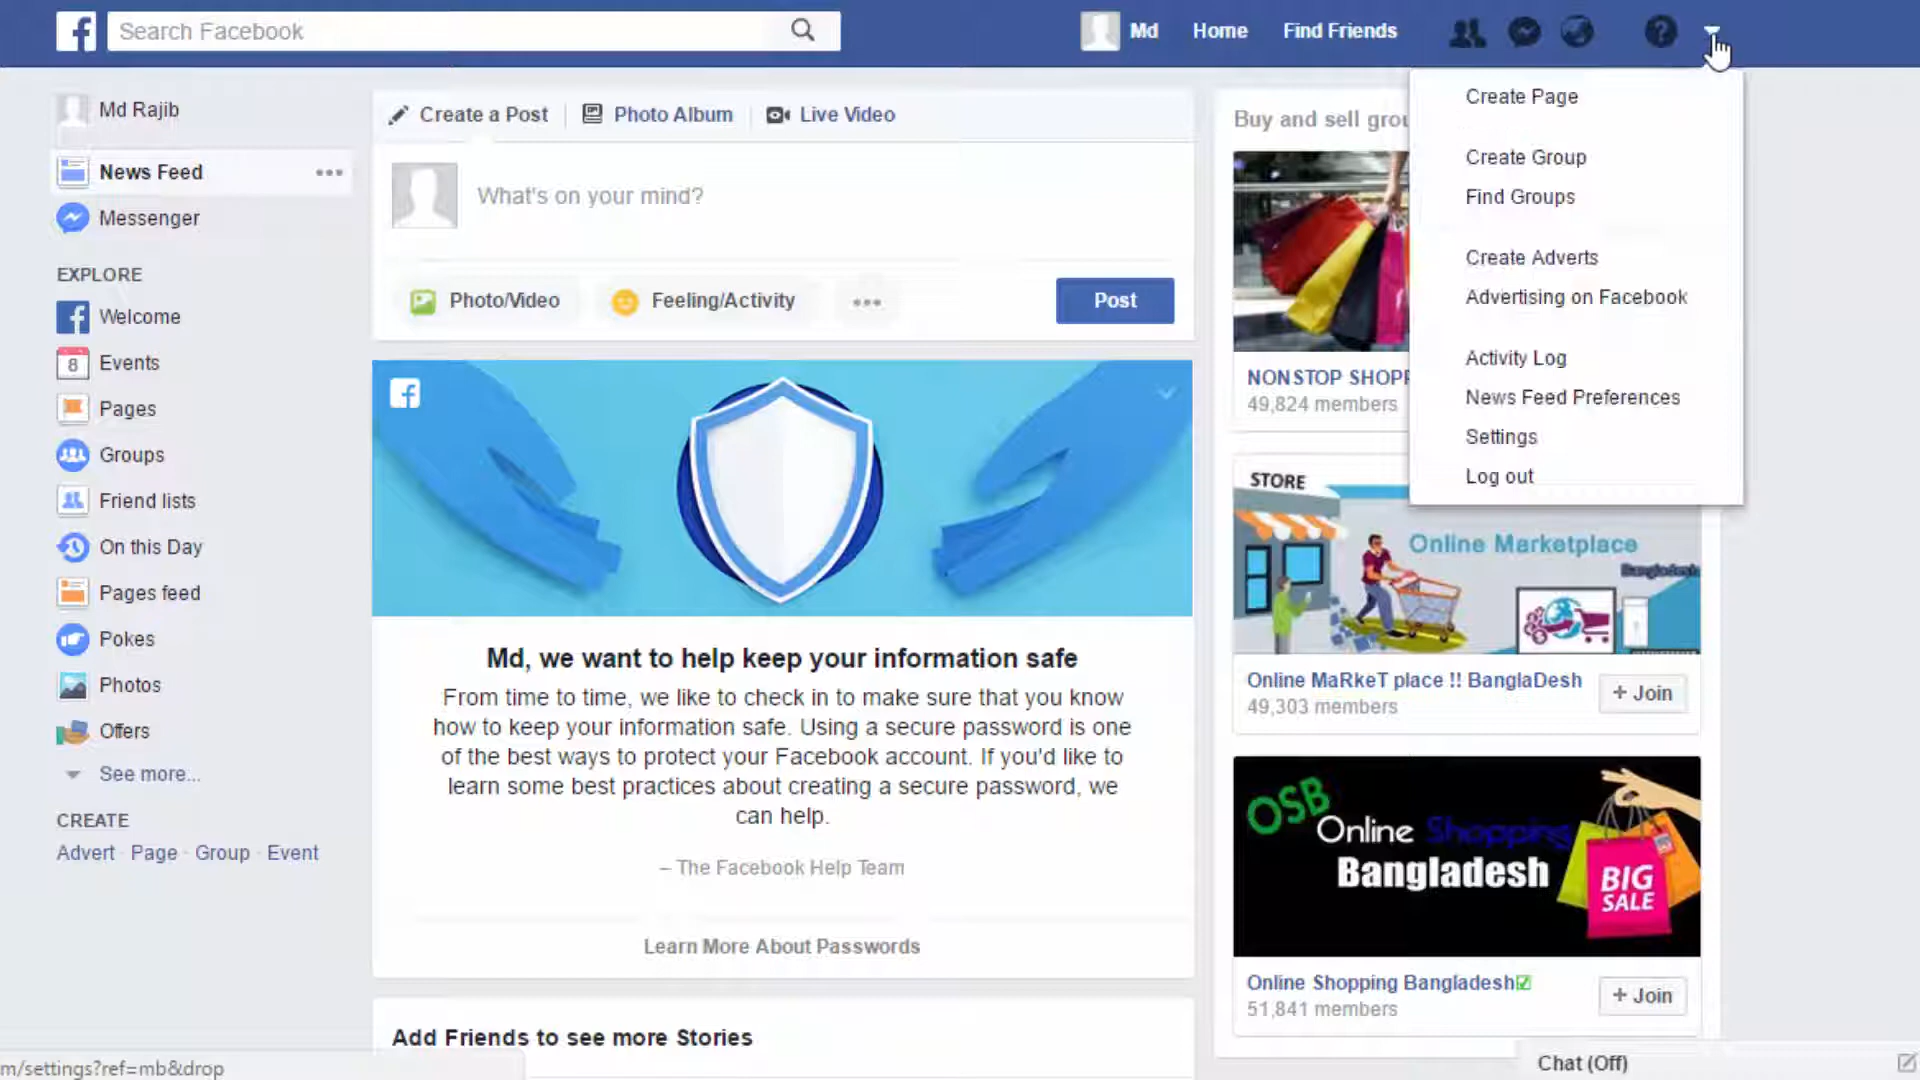 Search Facebook
Md
Home
Find Friends
Md Rajib
News Feed
Messenger
EXPLORE
Welcome
8
Events
Pages
Groups
Friend lists
On this Day
Pages feed
Pokes
Photos
Offers
See more...
CREATE
Advert · Page · Group · Event
m/settings?ref=mb&drop
Create a Post
Photo Album
Live Video
What's on your mind?
Photo/Video
Feeling/Activity
Post
Md, we want to help keep your information safe
From time to time, we like to check in to make sure that you know
how to keep your information safe. Using a secure password is one
of the best ways to protect your Facebook account. If you'd like to
learn some best practices about creating a secure password, we
can help.
– The Facebook Help Team
Learn More About Passwords
Add Friends to see more Stories
Create Page
Create Group
Find Groups
Create Adverts
Advertising on Facebook
Activity Log
News Feed Preferences
Settings
Log out
Buy and sell
NONSTOP
49,824 members
STORE
Online Marketplace
Bangladesh
Online MaRkeT place !! BanglaDesh
49,303 members
+ Join
OSB
Online Shopping
Bangladesh
BIG
SALE
Online Shopping Bangladesh
51,841 members
+ Join
Chat (Off)